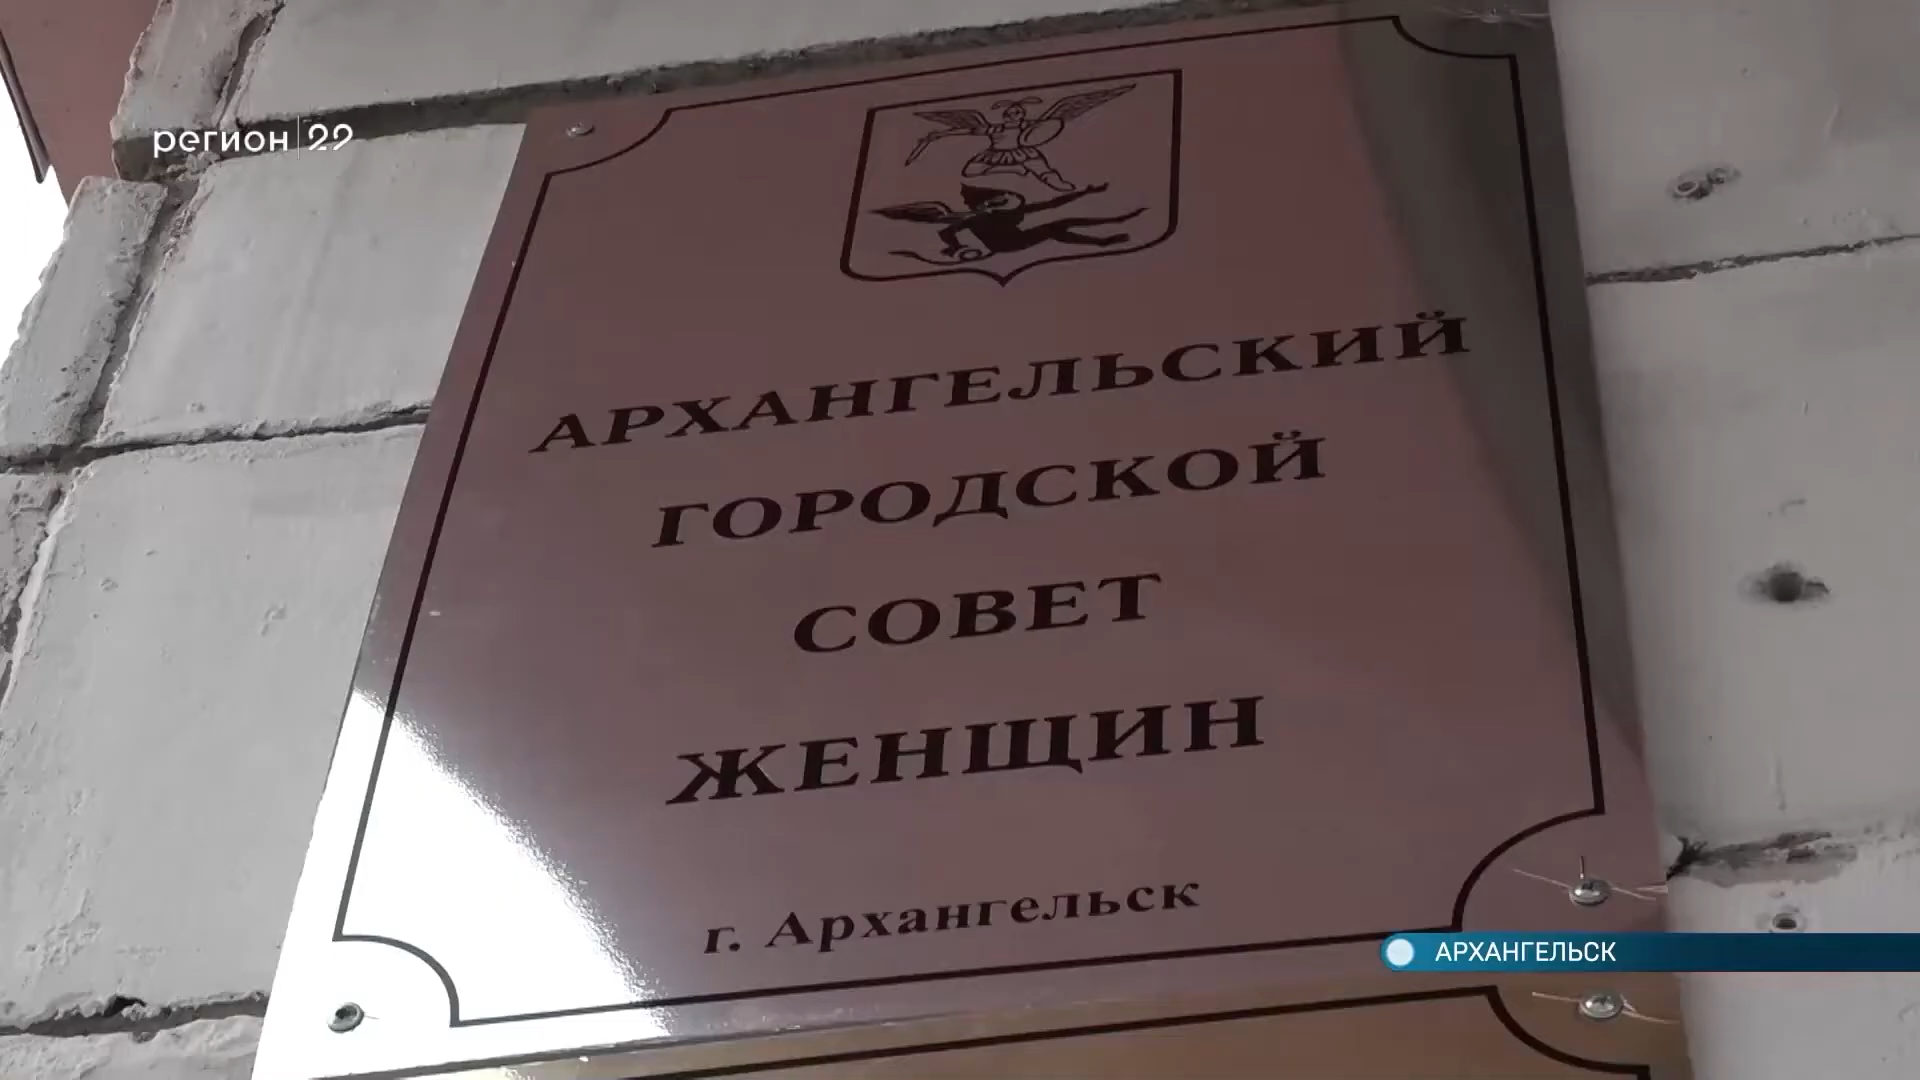 регион 29
АРХАНГЕЛЬСКИЙ
ГОРОДСКОЙ
СОВЕТ
ЖЕНЩИН
г. Архангельск
АРХАНГЕЛЬСК